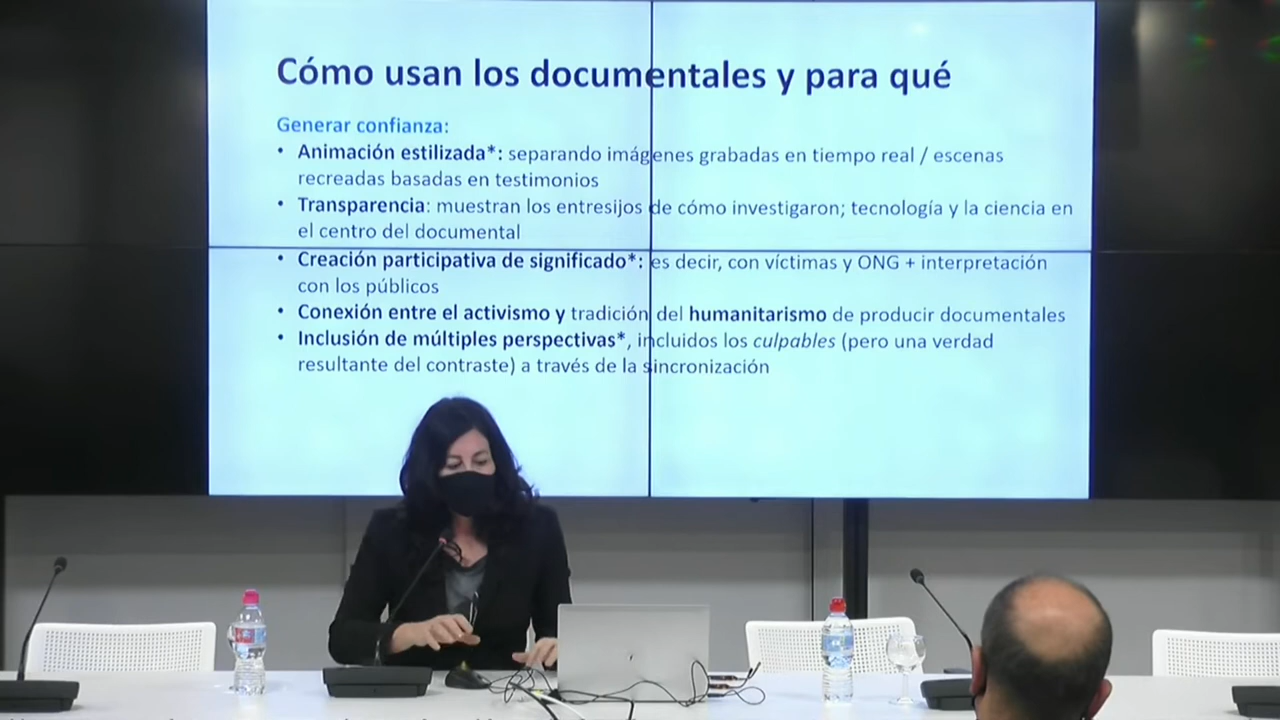 Cómo usan los documentales y para qué
Generar confianza:
• Animación estilizada*: separando imágenes grabadas en tiempo real / escenas
recreadas basadas en testimonios
• Transparencia: muestran los entresijos de cómo investigaron; tecnología y la ciencia en
el centro del documental
• Creación participativa de significado*: es decir, con víctimas y ONG + interpretación
con los públicos
• Conexión entre el activismo y tradición del humanitarismo de producir documentales
• Inclusión de múltiples perspectivas*, incluidos los culpables (pero una verdad
resultante del contraste) a través de la sincronización